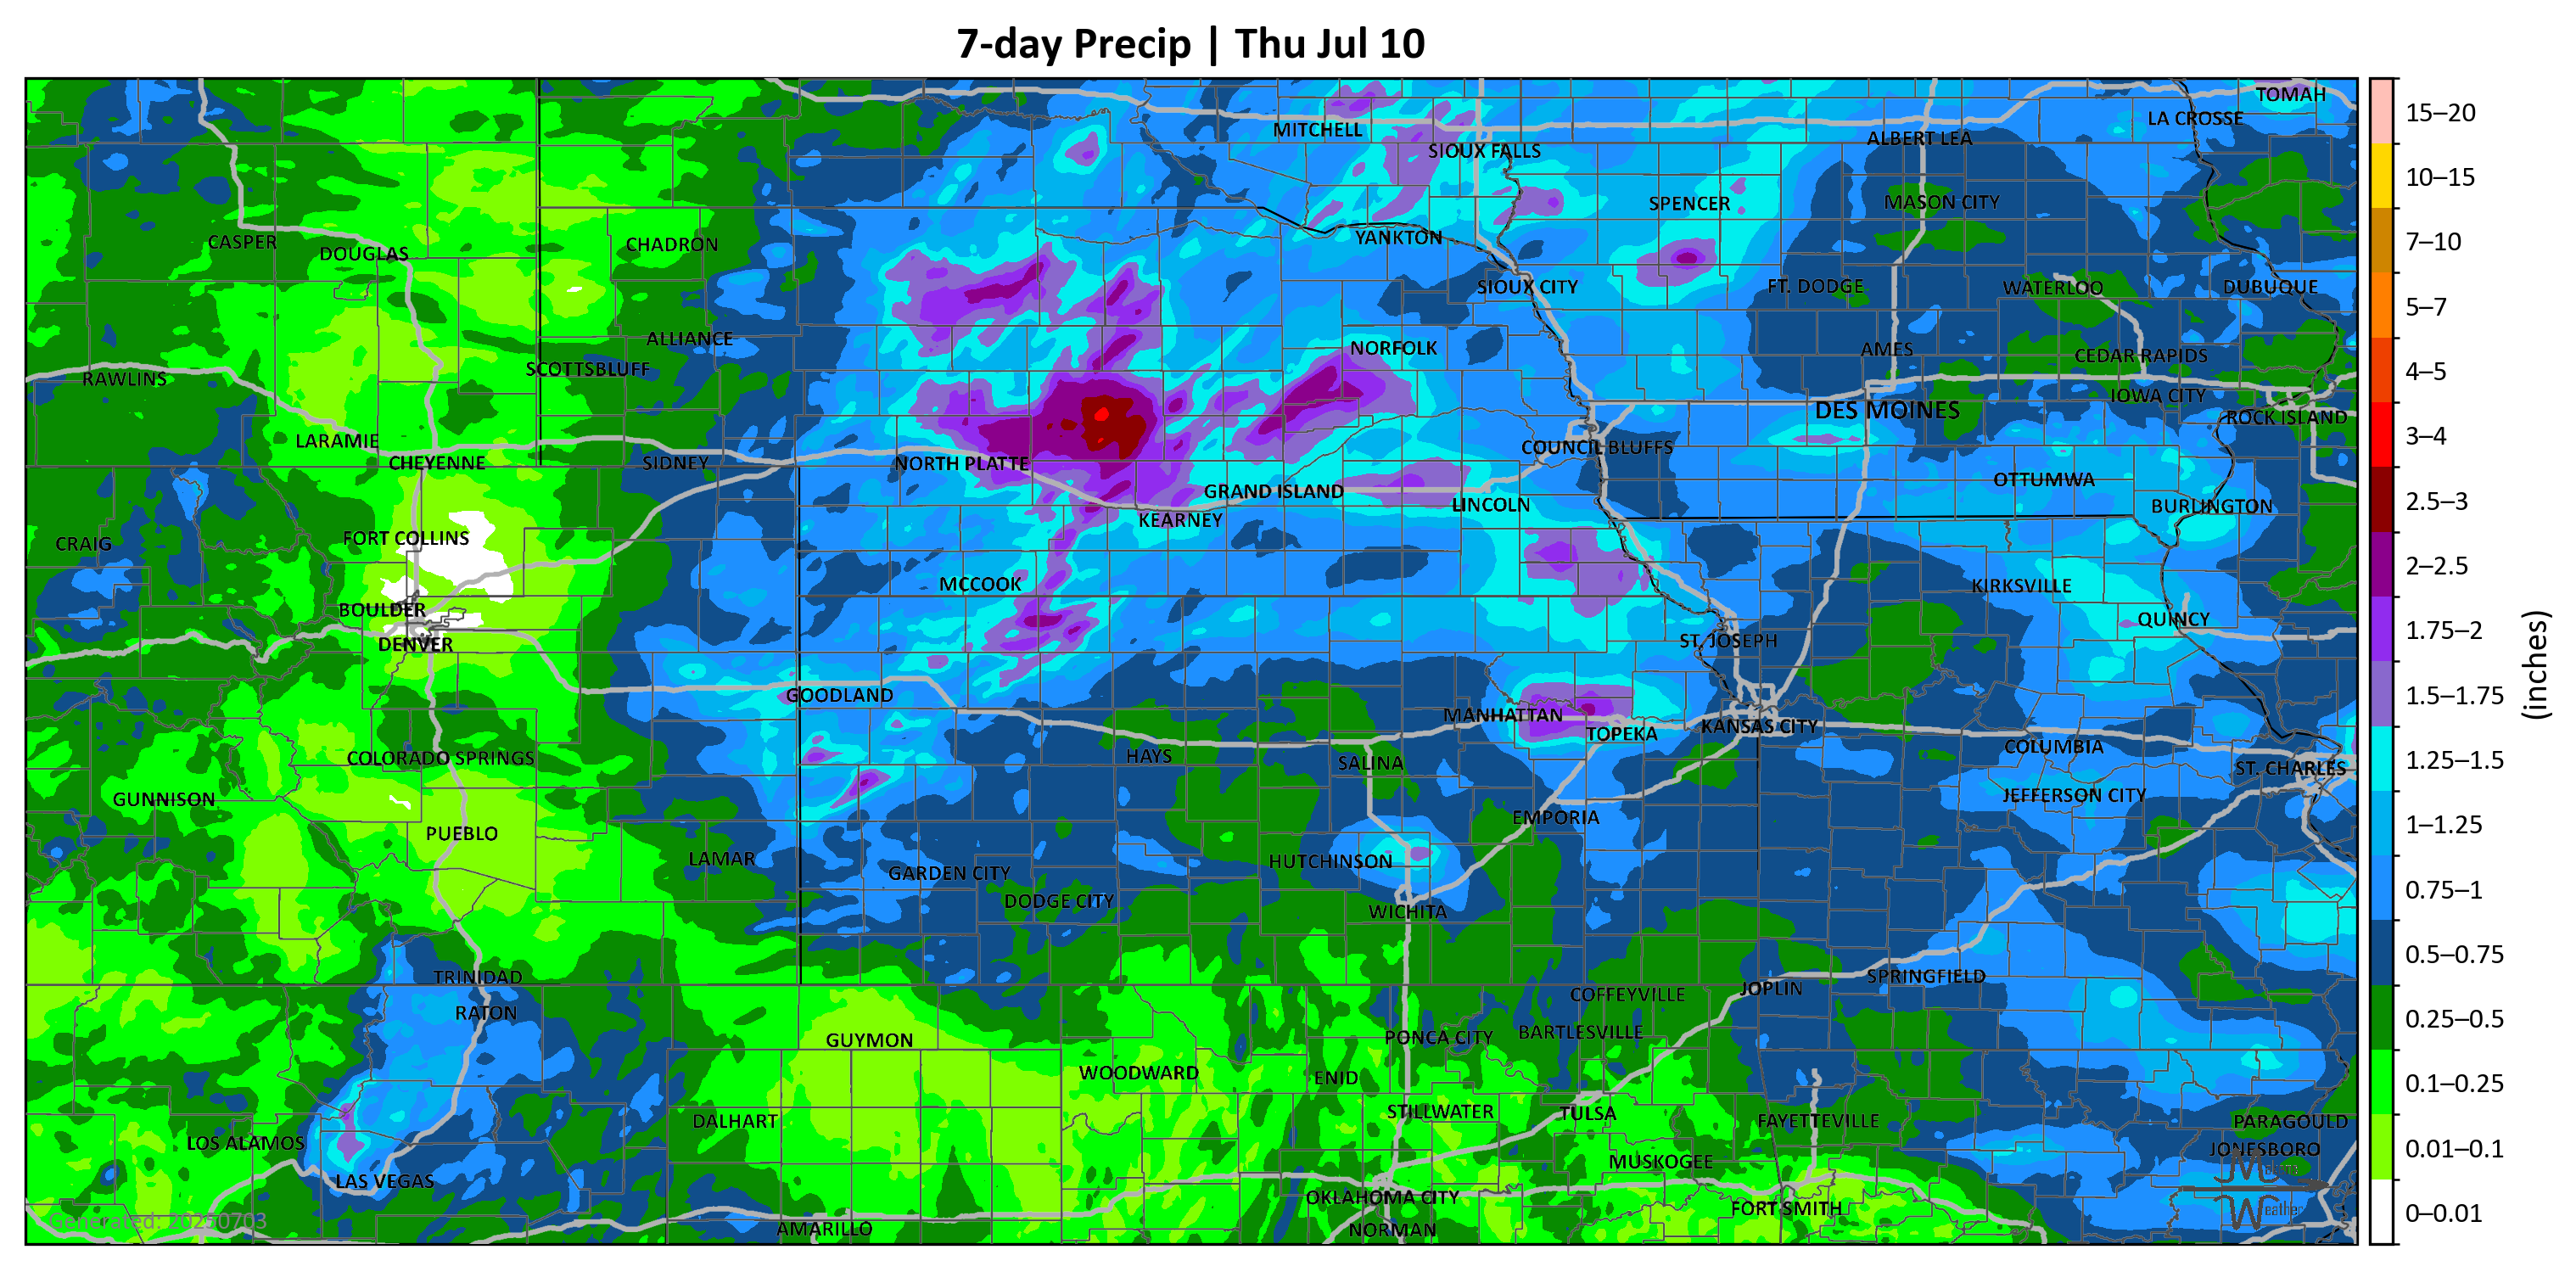 7-day Precip | Thu Jul 10
TOMAH
15–20
LA CROSSE
MITCHELL
ALBERT LEA
SIOUX FALLS
10–15
SPENCER
MASON CITY
CASPER
CHADRON
YANKTON
7–10
DOUGLAS
SIOUX CITY
FT. DODGE
WATERLOO
DUBUQUE
5–7
ALLIANCE
NORFOLK
AMES
CEDAR RAPIDS
SCOTTSBLUFF
4–5
RAWLINS
IOWA CITY
DES MOINES
ROCK ISLAND
LARAMIE
3–4
COUNCIL BLUFFS
CHEYENNE
SIDNEY
NORTH PLATTE
OTTUMWA
GRAND ISLAND
LINCOLN
BURLINGTON
2.5–3
KEARNEY
FORT COLLINS
CRAIG
2–2.5
MCCOOK
KIRKSVILLE
BOULDER
QUINCY
1.75–2
DENVER
ST. JOSEPH
(inches)
GOODLAND
1.5–1.75
MANHATTAN
KANSAS CITY
TOPEKA
COLUMBIA
COLORADO SPRINGS
HAYS
SALINA
1.25–1.5
ST. CHARLES
GUNNISON
JEFFERSON CITY
EMPORIA
1–1.25
PUEBLO
LAMAR
HUTCHINSON
GARDEN CITY
0.75–1
DODGE CITY
WICHITA
0.5–0.75
TRINIDAD
SPRINGFIELD
JOPLIN
COFFEYVILLE
RATON
0.25–0.5
BARTLESVILLE
PONCA CITY
GUYMON
WOODWARD
ENID
0.1–0.25
STILLWATER
TULSA
DALHART
FAYETTEVILLE
PARAGOULD
LOS ALAMOS
JONESBORO
0.01–0.1
MUSKOGEE
LAS VEGAS
OKLAHOMA CITY
FORT SMITH
Weather
0–0.01
Generated: 20250703
AMARILLO
NORMAN